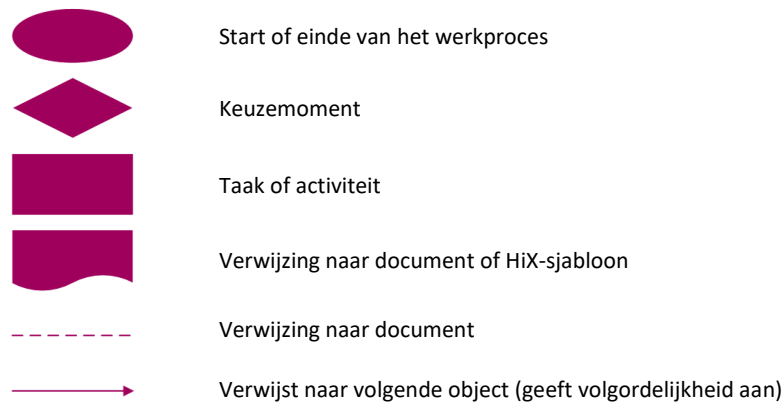 Start of einde van het werkproces
Keuzemoment
Taak of activiteit
Verwijzing naar document of HiX-sjabloon
Verwijzing naar document
Verwijst naar volgende object (geeft volgordelijkheid aan)